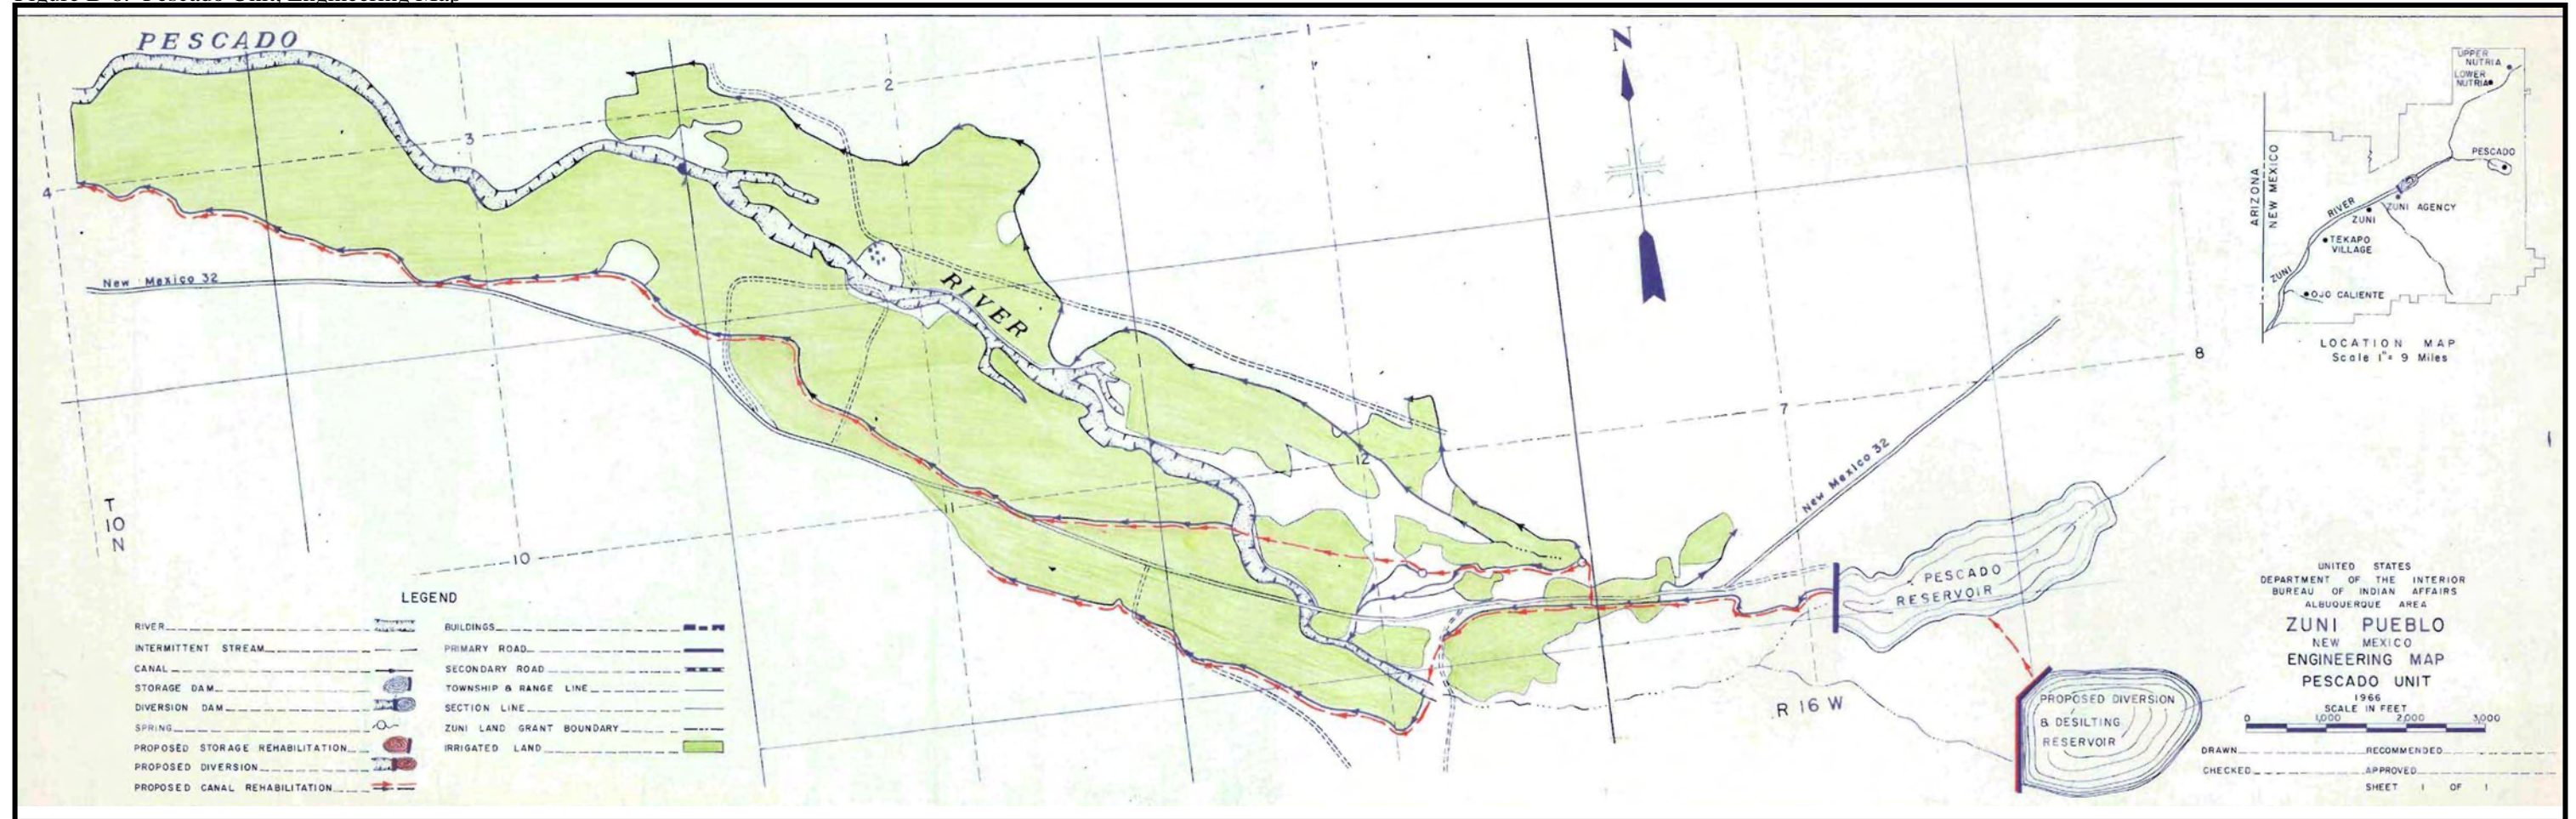 PESCADO
N
1
2
3
4
7
8
10
11
12
RIVER
New Mexico 32
New Mexico 32
T
10
N
R 16 W
PESCADO
RESERVOIR
PROPOSED DIVERSION
& DESILTING
RESERVOIR
UPPER
NUTRIA
LOWER
NUTRIA
PESCADO
ARIZONA
NEW MEXICO
RIVER
ZUNI AGENCY
ZUNI
TEKAPO
VILLAGE
ZUNI
OJO CALIENTE
LOCATION MAP
Scale 1"= 9 Miles
LEGEND
RIVER
INTERMITTENT STREAM
CANAL
STORAGE DAM
DIVERSION DAM
SPRING
PROPOSED STORAGE REHABILITATION
PROPOSED DIVERSION
PROPOSED CANAL REHABILITATION
BUILDINGS
PRIMARY ROAD
SECONDARY ROAD
TOWNSHIP & RANGE LINE
SECTION LINE
ZUNI LAND GRANT BOUNDARY
IRRIGATED LAND
UNITED STATES
DEPARTMENT OF THE INTERIOR
BUREAU OF INDIAN AFFAIRS
ALBUQUERQUE AREA
ZUNI PUEBLO
NEW MEXICO
ENGINEERING MAP
PESCADO UNIT
1966
SCALE IN FEET
0 1,000 2,000 3,000
DRAWN RECOMMENDED
CHECKED APPROVED
SHEET 1 OF 1